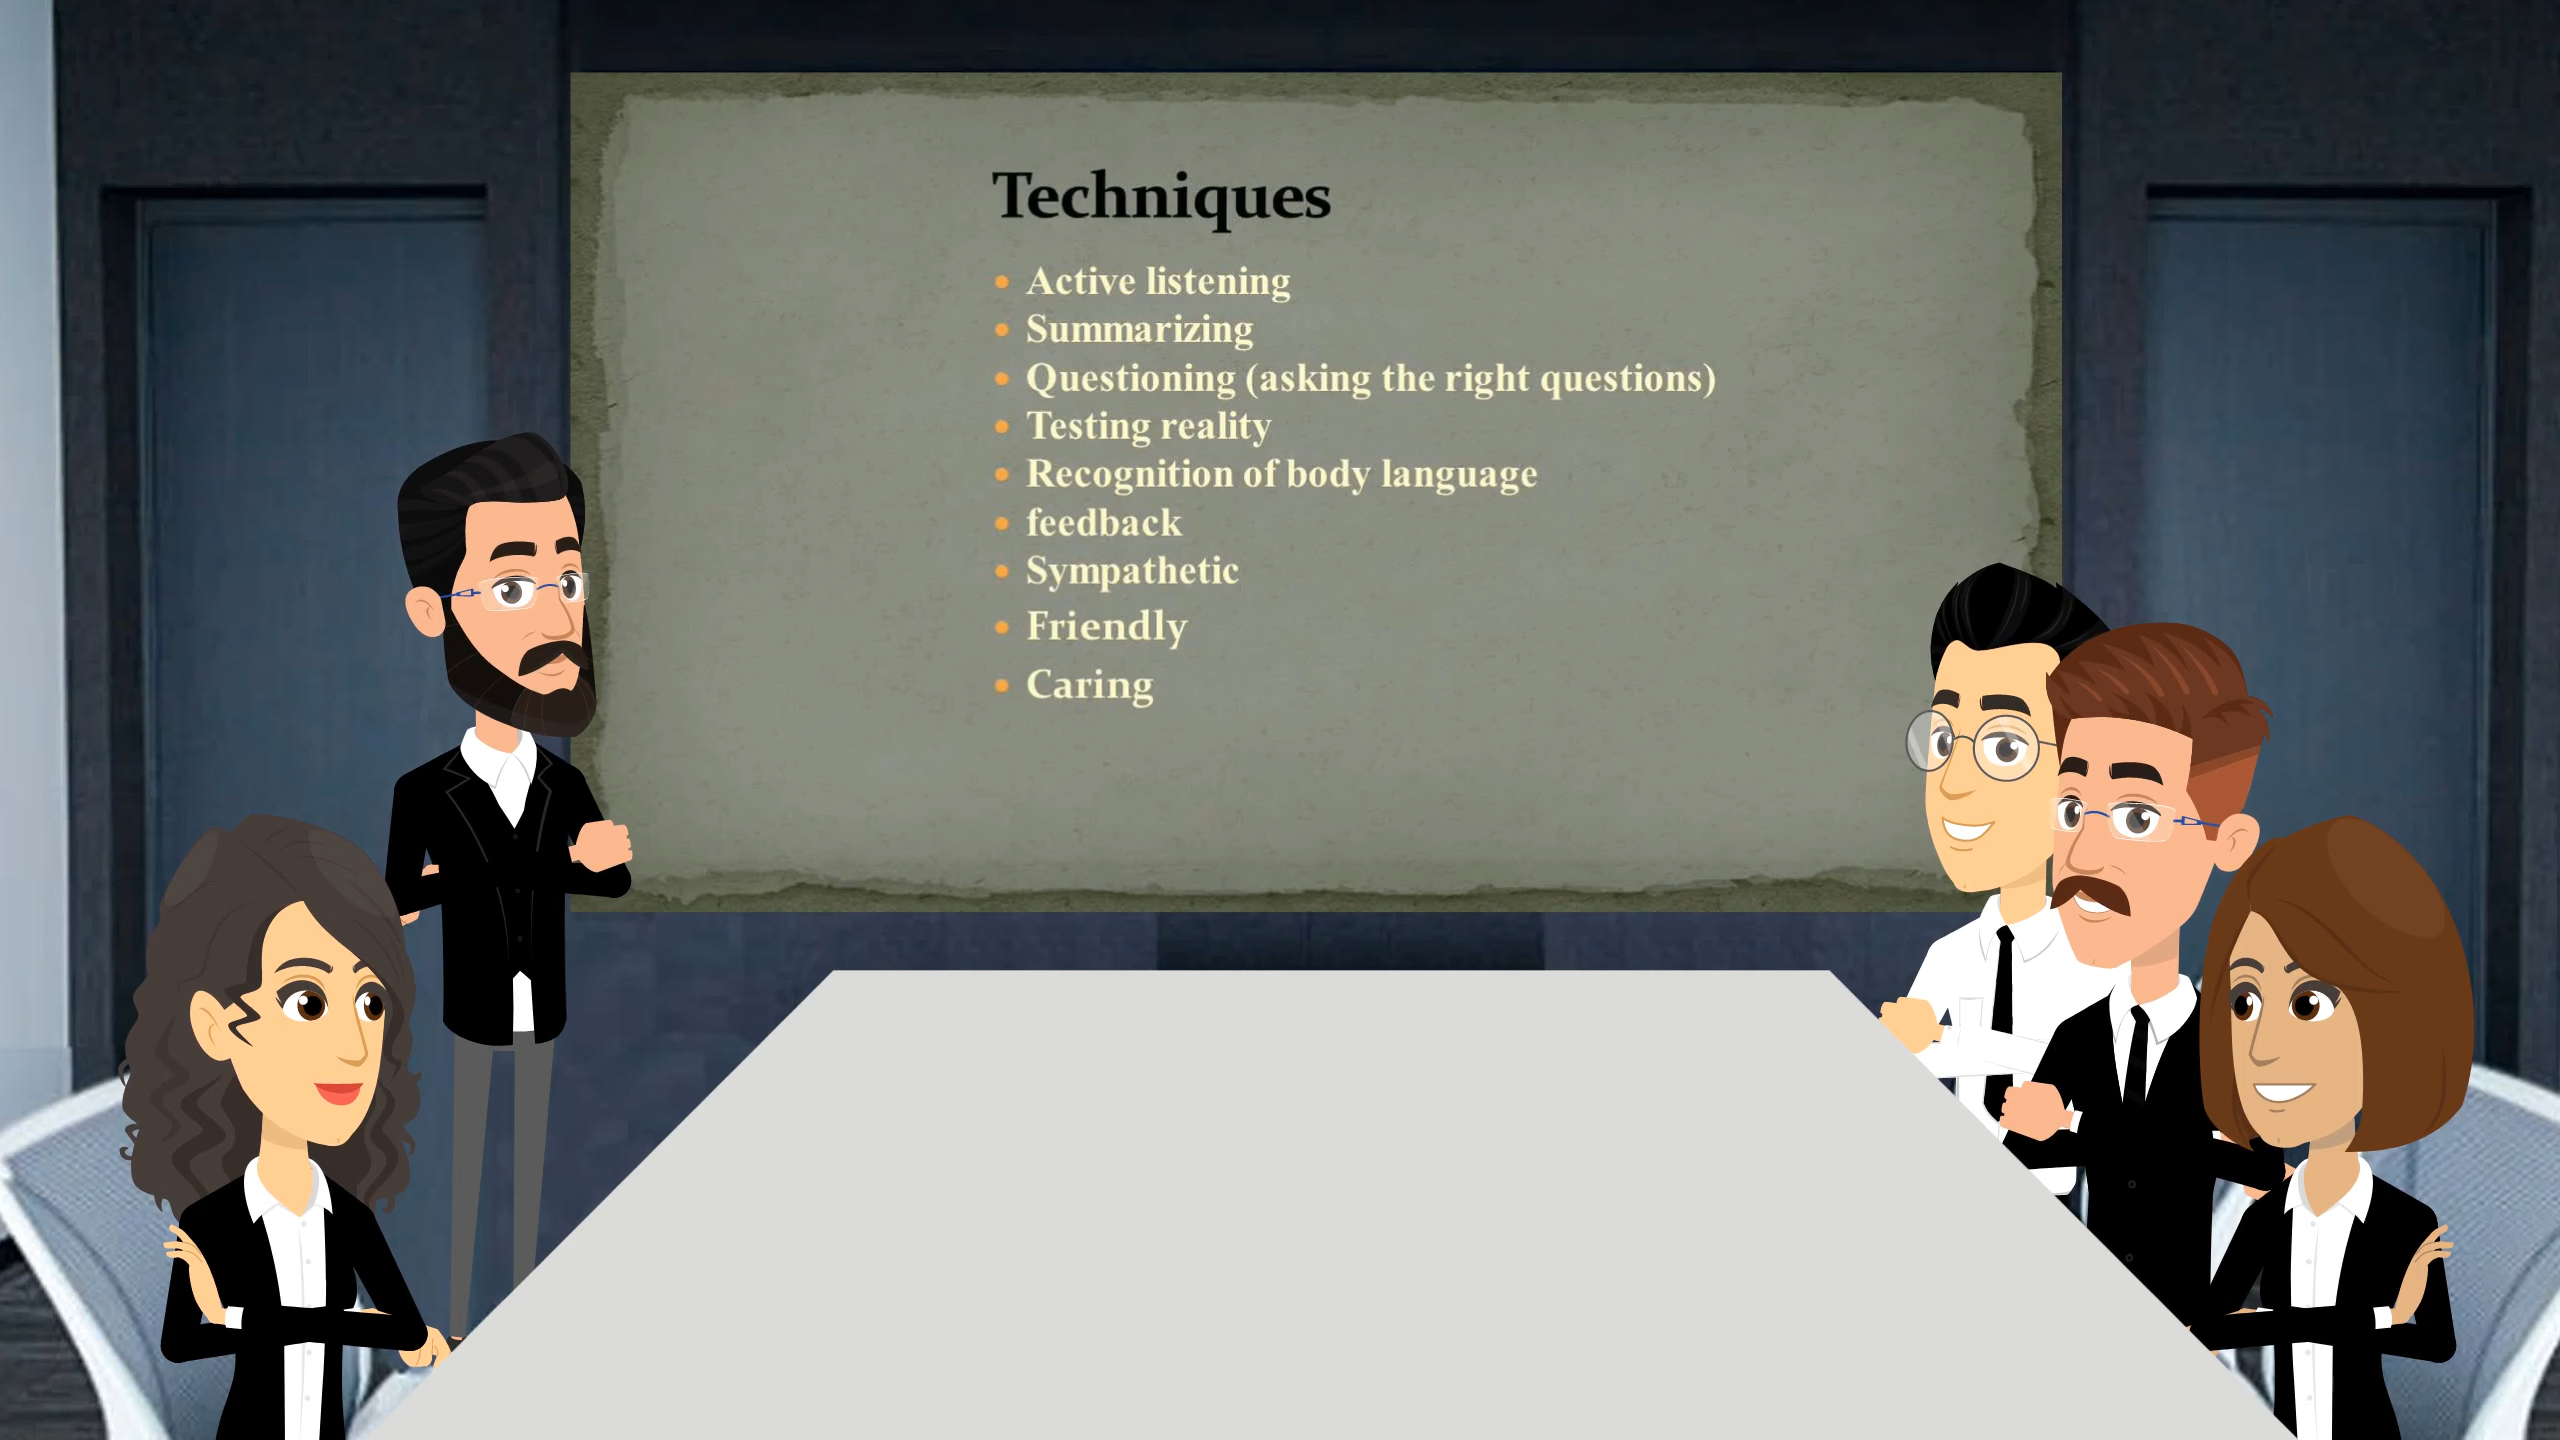 Techniques
• Active listening
• Summarizing
• Questioning (asking the right questions)
• Testing reality
• Recognition of body language
• feedback
• Sympathetic
• Friendly
• Caring